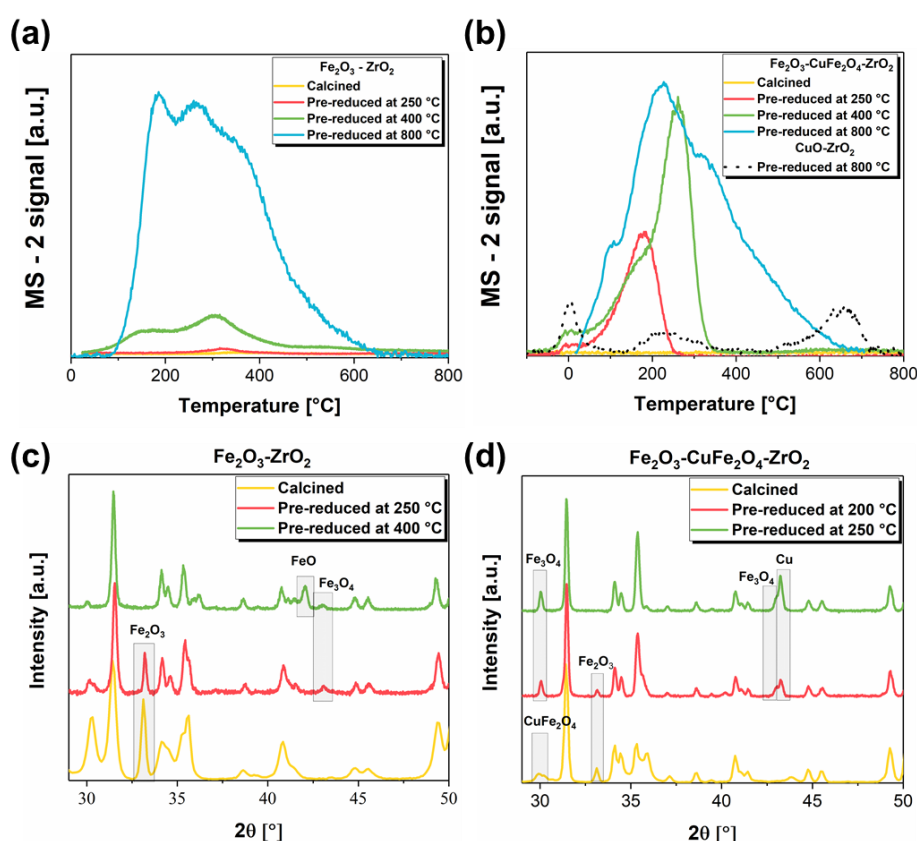 (a)
MS - 2 signal [a.u.]
Fe₂O₃ - ZrO₂
Calcined
Pre-reduced at 250 °C
Pre-reduced at 400 °C
Pre-reduced at 800 °C
0 200 400 600 800
Temperature [°C]
(b)
MS - 2 signal [a.u.]
Fe₂O₃-CuFe₂O₄-ZrO₂
Calcined
Pre-reduced at 250 °C
Pre-reduced at 400 °C
Pre-reduced at 800 °C
CuO-ZrO₂
Pre-reduced at 800 °C
0 200 400 600 800
Temperature [°C]
(c)
Fe₂O₃-ZrO₂
Intensity [a.u.]
Calcined
Pre-reduced at 250 °C
Pre-reduced at 400 °C
FeO
Fe₃O₄
Fe₂O₃
30 35 40 45 50
2θ [°]
(d)
Fe₂O₃-CuFe₂O₄-ZrO₂
Intensity [a.u.]
Calcined
Pre-reduced at 200 °C
Pre-reduced at 250 °C
Fe₃O₄
Cu
Fe₃O₄
Fe₂O₃
CuFe₂O₄
30 35 40 45 50
2θ [°]